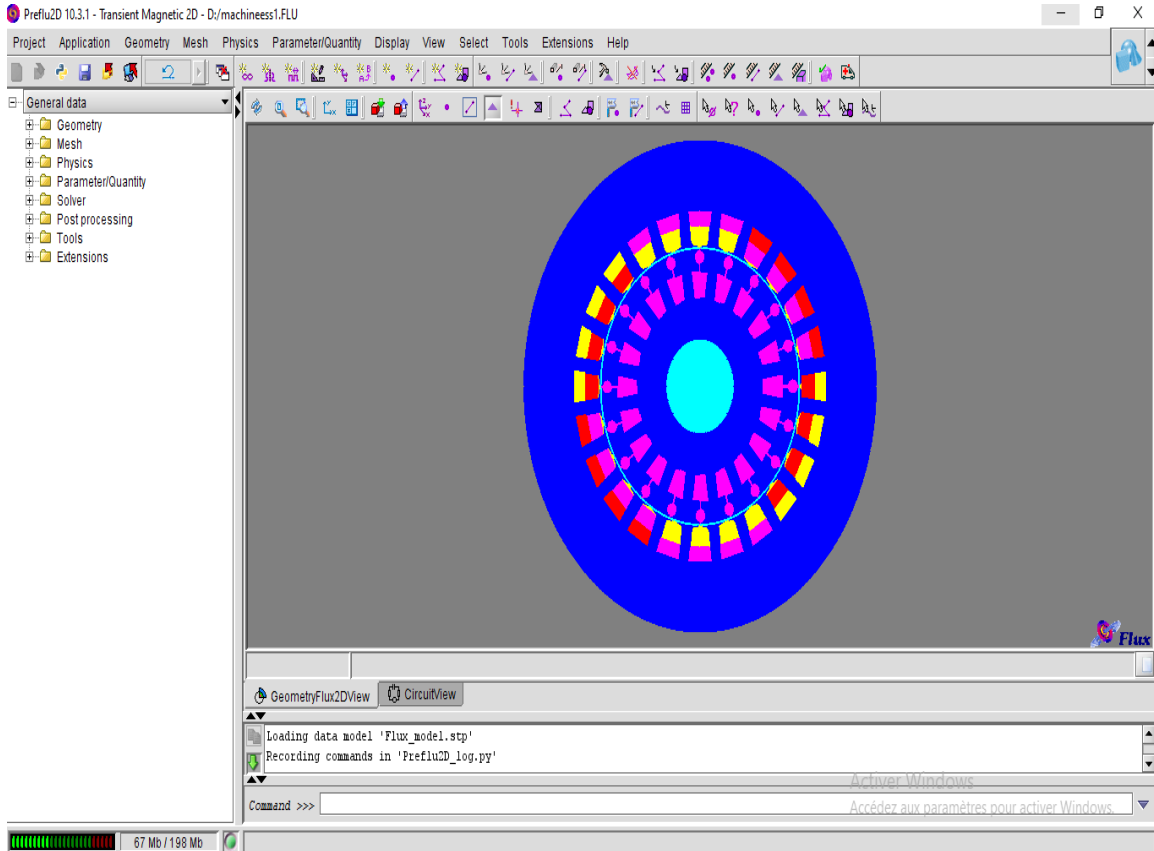 Preflu2D 10.3.1 - Transient Magnetic 2D - D:/machineess1.FLU
Project Application Geometry Mesh Physics Parameter/Quantity Display View Select Tools Extensions Help
General data
Geometry
Mesh
Physics
Parameter/Quantity
Solver
Post processing
Tools
Extensions
Flux
GeometryFlux2DView CircuitView
Loading data model 'Flux_model.stp'
Recording commands in 'Preflu2D_log.py'
Activer Windows
Command >>>
Accédez aux paramètres pour activer Windows.
67 Mb / 198 Mb